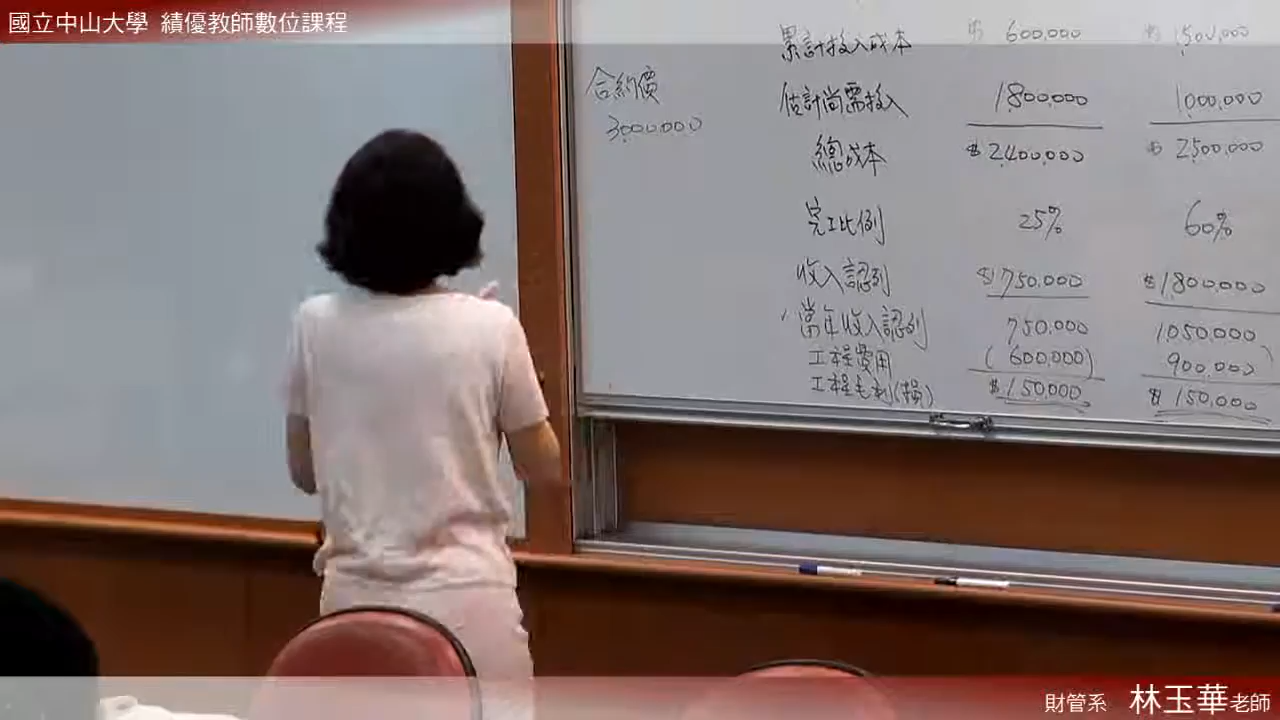 國立中山大學 績優教師數位課程
合約價
3,000,000
累計投入成本 $ 600,000 $ 1,500,000
估計尚需投入 1,800,000 1,000,000
總成本 $ 2,400,000 $ 2,500,000
完工比例 25% 60%
收入認列 $ 750,000 $ 1,800,000
當年收入認列 750,000 1,050,000
工程費用 (600,000) 900,000)
工程毛利(損) $ 150,000 $ 150,000
財管系 林玉華老師